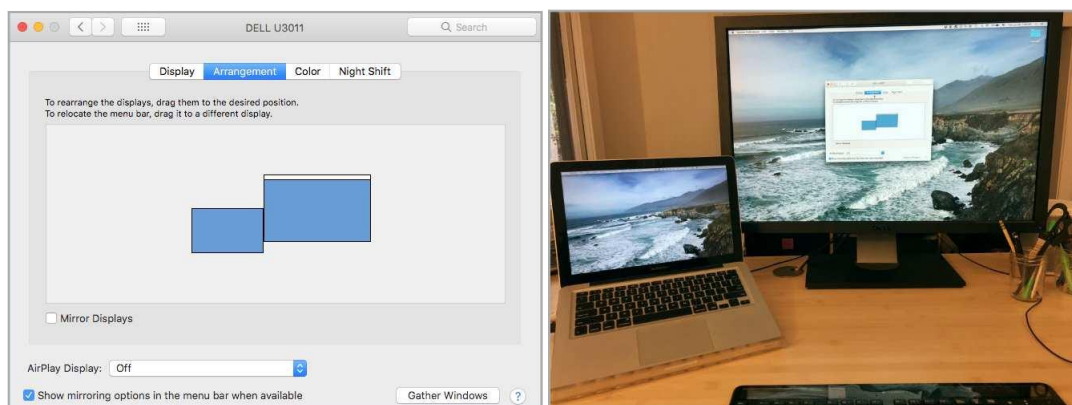 DELL U3011
Search
Display Arrangement Color Night Shift
To rearrange the displays, drag them to the desired position.
To relocate the menu bar, drag it to a different display.
Mirror Displays
AirPlay Display: Off
Show mirroring options in the menu bar when available
Gather Windows ?